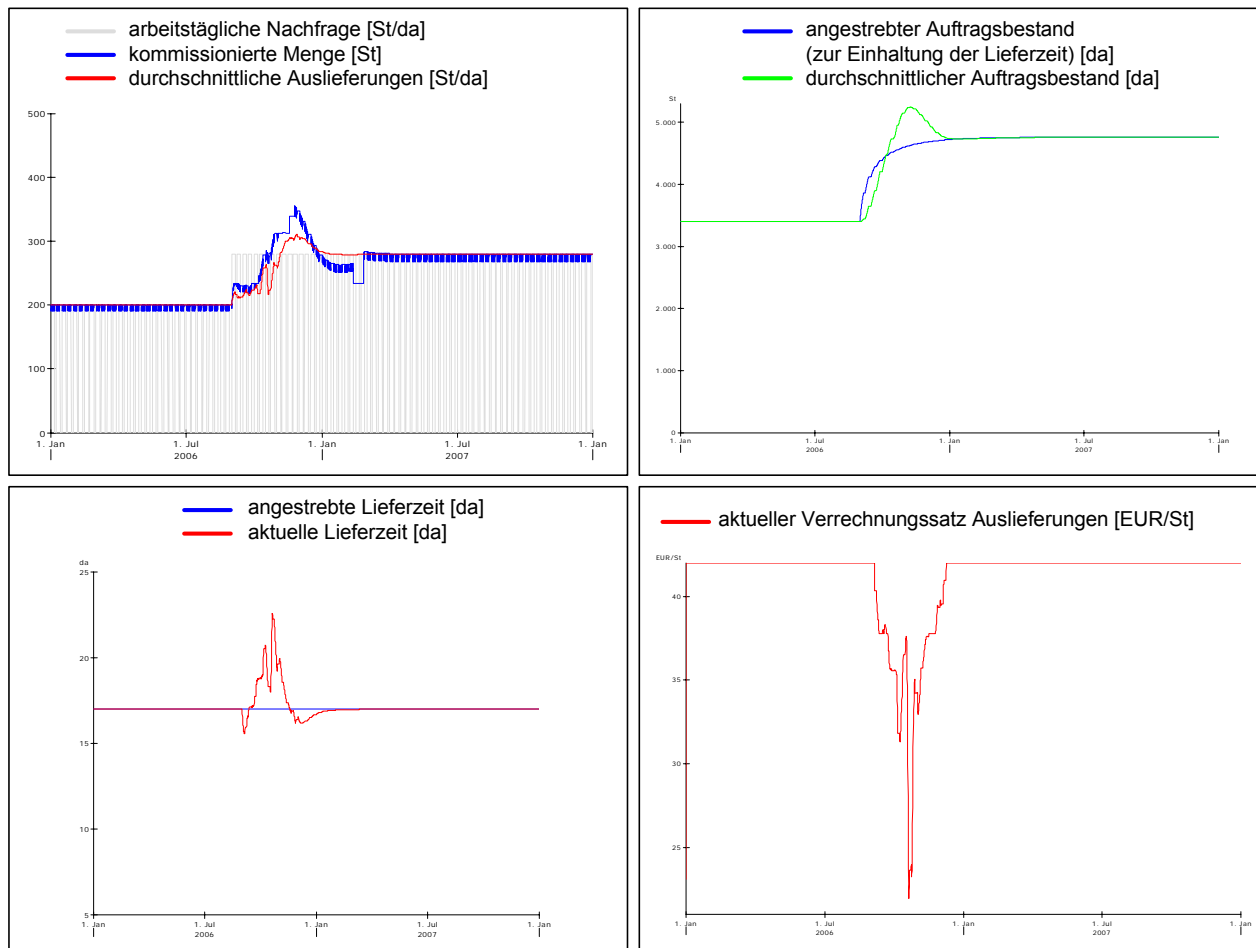 arbeitstägliche Nachfrage [St/da]
kommissionierte Menge [St]
durchschnittliche Auslieferungen [St/da]
500
400
300
200
100
0
1. Jan
1. Jul
1. Jan
1. Jul
1. Jan
2006
2007
angestrebter Auftragsbestand
(zur Einhaltung der Lieferzeit) [da]
durchschnittlicher Auftragsbestand [da]
St
5.000
4.000
3.000
2.000
1.000
0
1. Jan
1. Jul
1. Jan
1. Jul
1. Jan
2006
2007
angestrebte Lieferzeit [da]
aktuelle Lieferzeit [da]
da
25
20
15
10
5
1. Jan
1. Jul
1. Jan
1. Jul
1. Jan
2006
2007
aktueller Verrechnungssatz Auslieferungen [EUR/St]
EUR/St
40
35
30
25
1. Jan
1. Jul
1. Jan
1. Jul
1. Jan
2006
2007